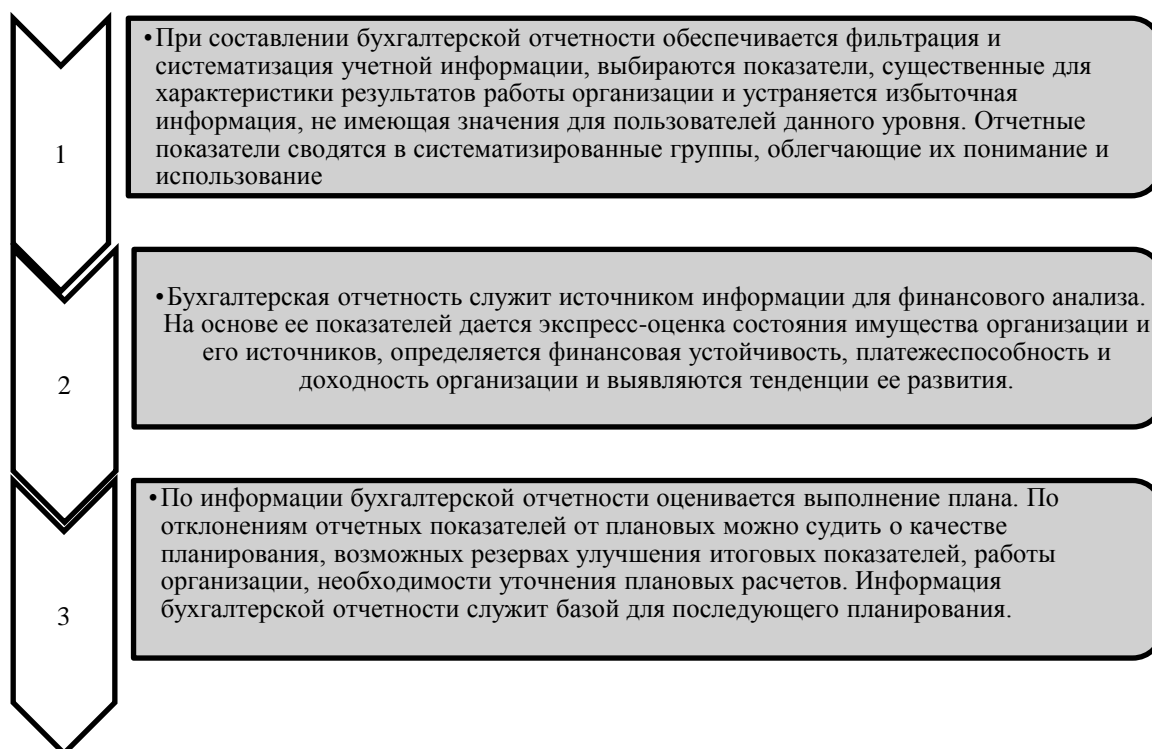 1
•При составлении бухгалтерской отчетности обеспечивается фильтрация и
систематизация учетной информации, выбираются показатели, существенные для
характеристики результатов работы организации и устраняется избыточная
информация, не имеющая значения для пользователей данного уровня. Отчетные
показатели сводятся в систематизированные группы, облегчающие их понимание и
использование
2
•Бухгалтерская отчетность служит источником информации для финансового анализа.
На основе ее показателей дается экспресс-оценка состояния имущества организации и
его источников, определяется финансовая устойчивость, платежеспособность и
доходность организации и выявляются тенденции ее развития.
3
•По информации бухгалтерской отчетности оценивается выполнение плана. По
отклонениям отчетных показателей от плановых можно судить о качестве
планирования, возможных резервах улучшения итоговых показателей, работы
организации, необходимости уточнения плановых расчетов. Информация
бухгалтерской отчетности служит базой для последующего планирования.